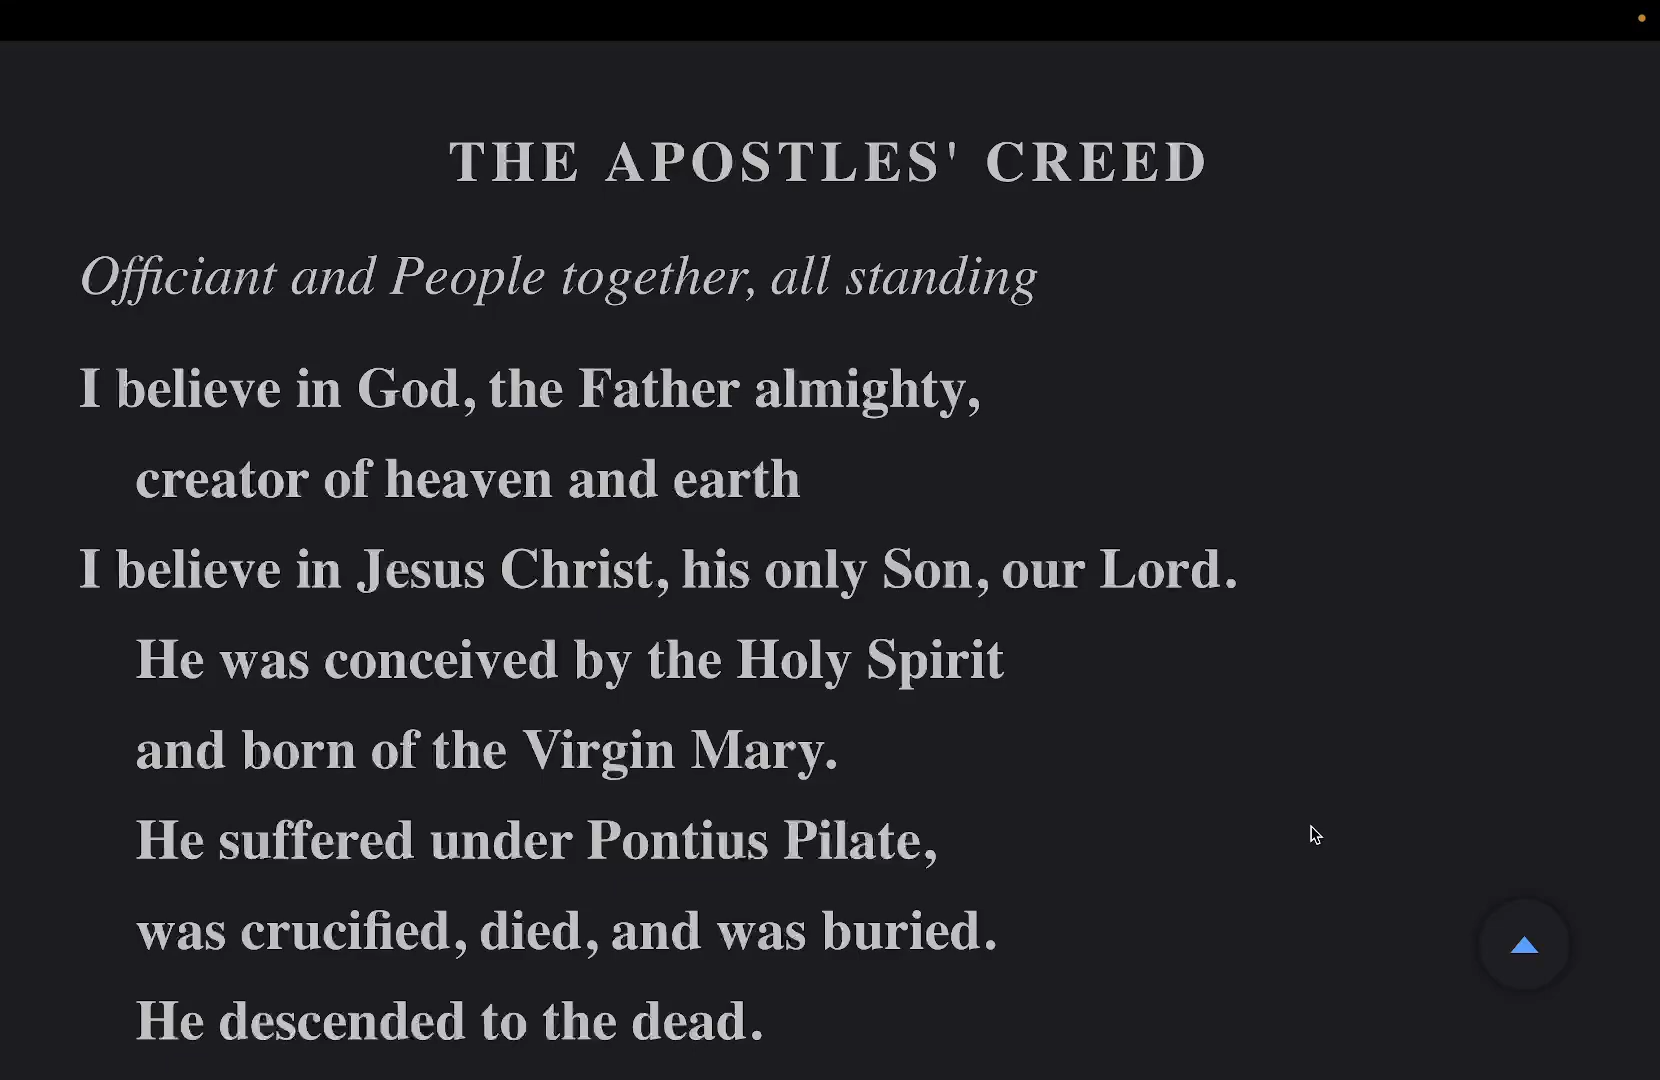 THE APOSTLES' CREED
Officiant and People together, all standing
I believe in God, the Father almighty,
creator of heaven and earth
I believe in Jesus Christ, his only Son, our Lord.
He was conceived by the Holy Spirit
and born of the Virgin Mary.
He suffered under Pontius Pilate,
was crucified, died, and was buried.
He descended to the dead.